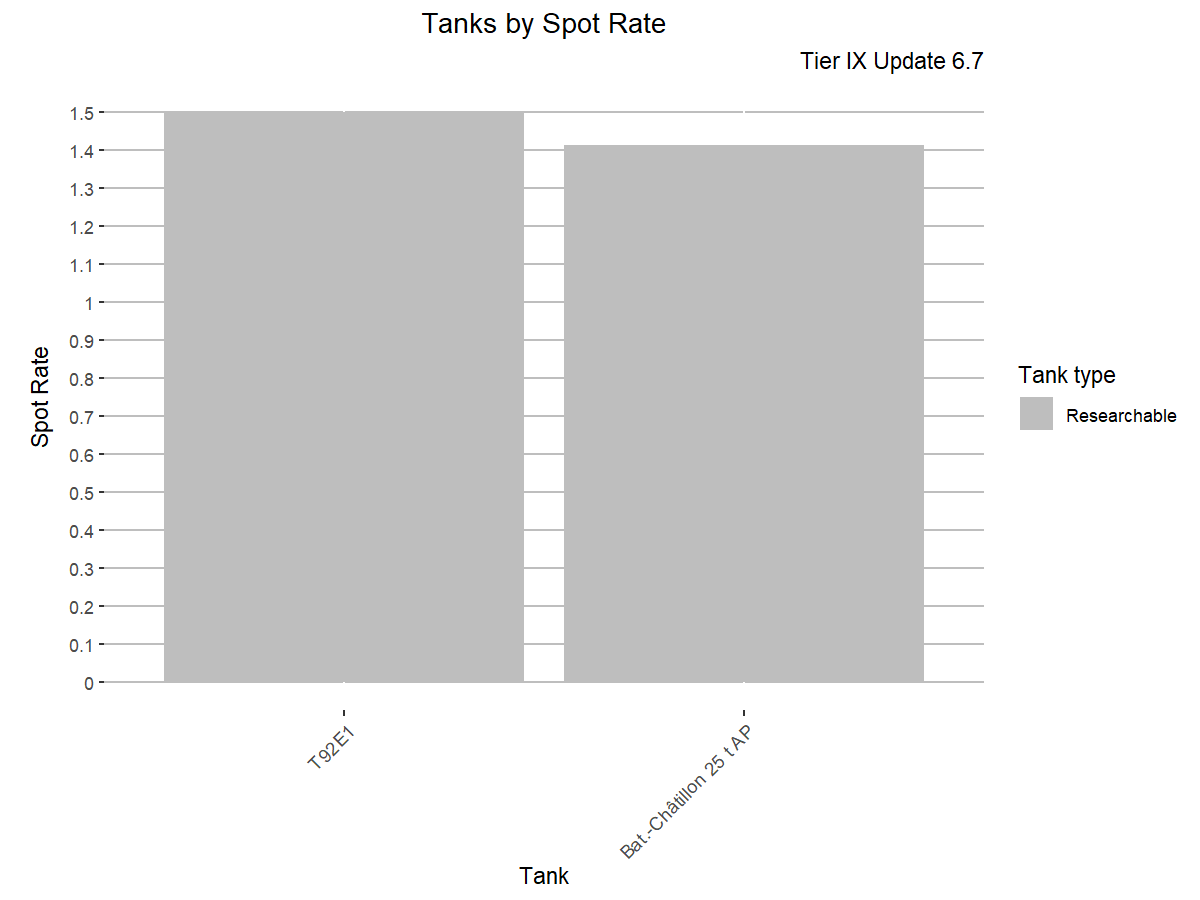 Tanks by Spot Rate
Tier IX Update 6.7
1.5
1.4
1.3
1.2
1.1
1
0.9
0.8
0.7
0.6
0.5
0.4
0.3
0.2
0.1
0
Spot Rate
T92E1
Bat.-Châtillon 25 t AP
Tank
Tank type
Researchable